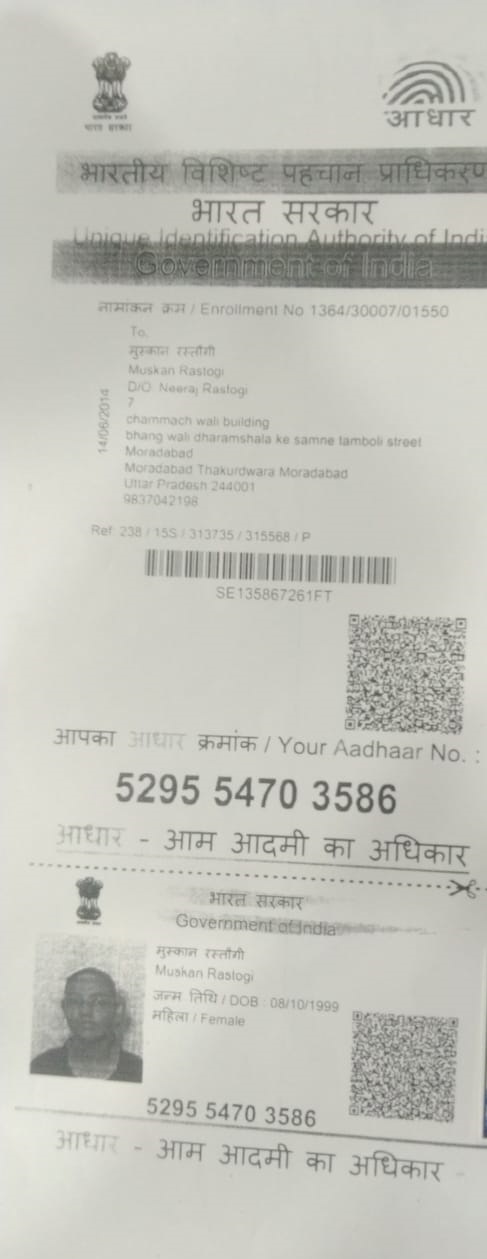 भारत सरकार
आधार
भारतीय विशिष्ट पहचान प्राधिकरण
भारत सरकार
Unique Identification Authority of Indi
Government of India
नामांकन क्रम / Enrollment No 1364/30007/01550
To,
मुस्कान रस्तौगी
Muskan Rastogi
D/O: Neeraj Rastogi
7
chammach wali building
bhang wali dharamshala ke samne tamboli street
Moradabad
Moradabad Thakurdwara Moradabad
Uttar Pradesh 244001
9837042198
14/06/2014
Ref: 238 / 15S / 313735 / 315568 / P
SE135867261FT
आपका आधार क्रमांक / Your Aadhaar No. :
5295 5470 3586
आधार - आम आदमी का अधिकार
भारत सरकार
Government of India
मुस्कान रस्तौगी
Muskan Rastogi
जन्म तिथि / DOB : 08/10/1999
महिला / Female
5295 5470 3586
आधार - आम आदमी का अधिकार